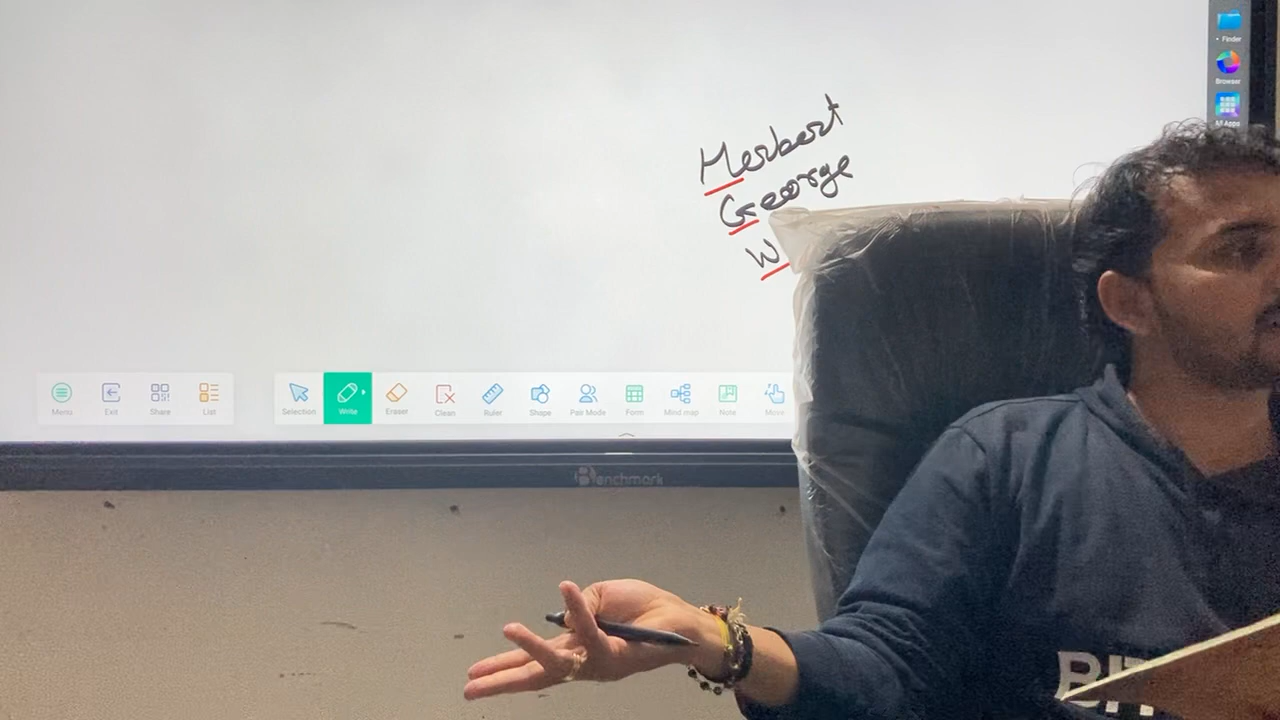 Finder
Browser
All Apps
Herbert
George
W
Menu Exit Share List Selection Write Eraser Clean Ruler Shape Pair Mode Form Mind map Note More
Benchmark